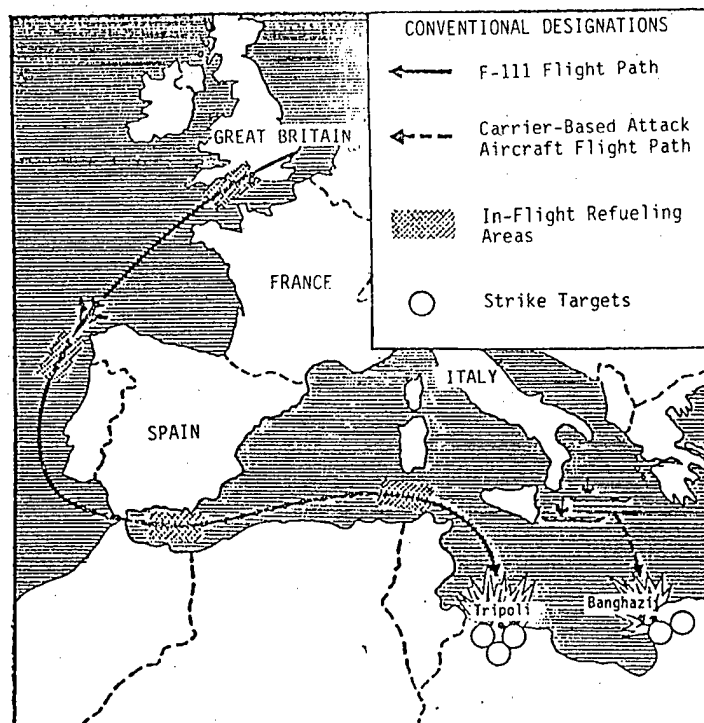 CONVENTIONAL DESIGNATIONS
F-111 Flight Path
Carrier-Based Attack
Aircraft Flight Path
In-Flight Refueling
Areas
Strike Targets
GREAT BRITAIN
FRANCE
ITALY
SPAIN
Tripoli
Banghazi